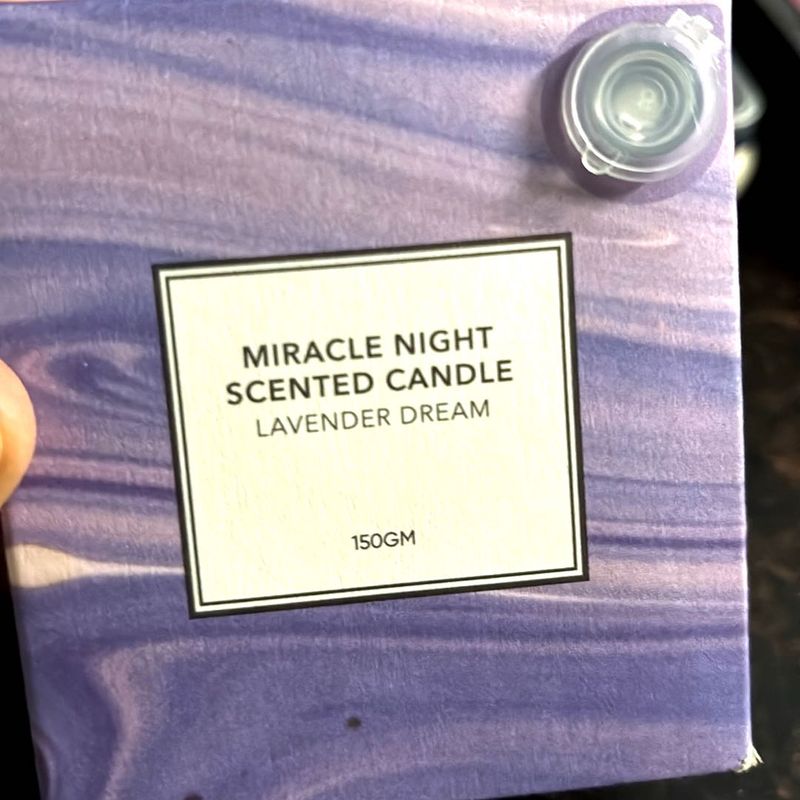 MIRACLE NIGHT
SCENTED CANDLE
LAVENDER DREAM
150GM